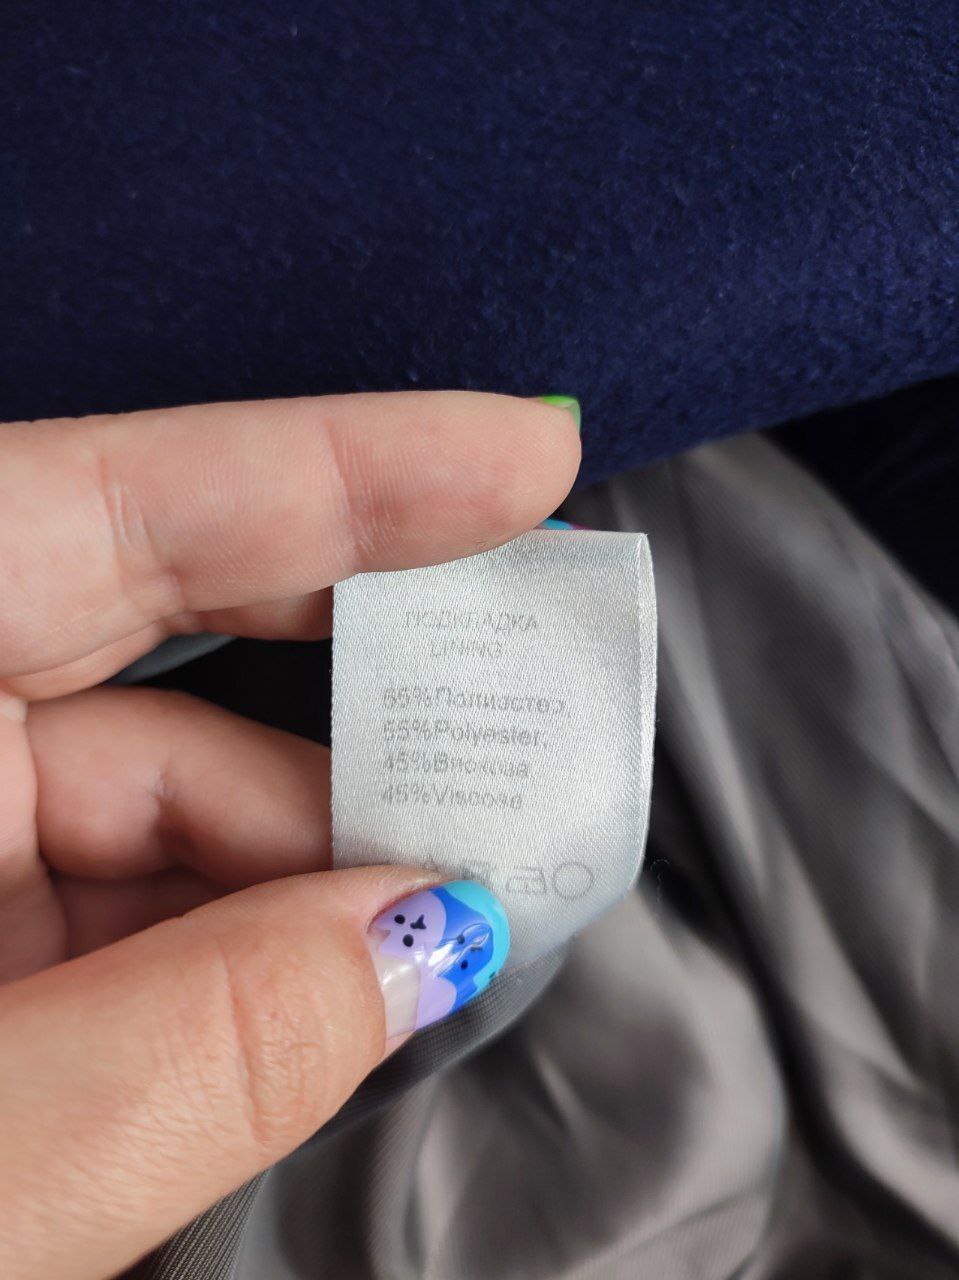 ПОДКЛАДКА
LINING
55%Полиэстер,
55%Polyester,
45%Вискоза
45%Viscose